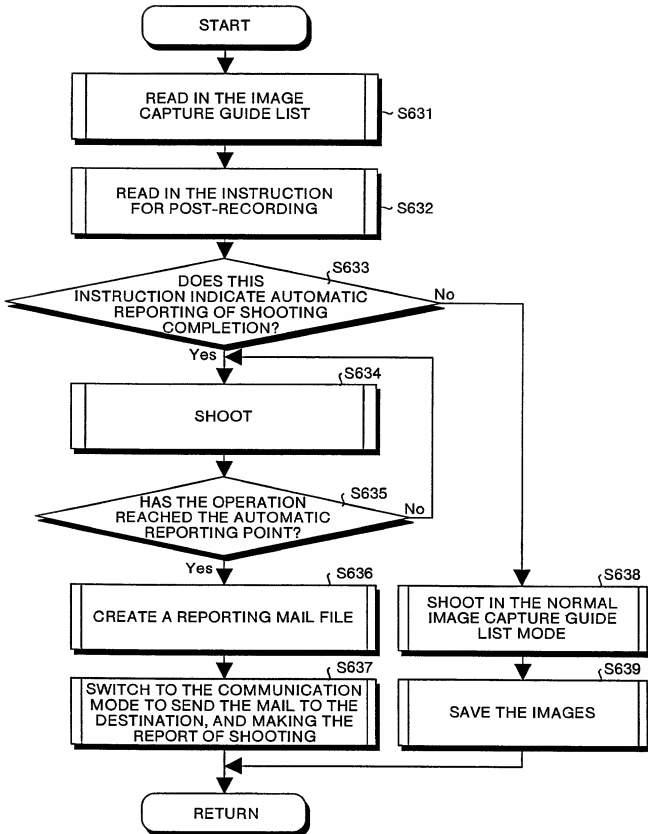 START
READ IN THE IMAGE
CAPTURE GUIDE LIST
S631
READ IN THE INSTRUCTION
FOR POST-RECORDING
S632
S633
DOES THIS
INSTRUCTION INDICATE AUTOMATIC
REPORTING OF SHOOTING
COMPLETION?
No
Yes
S634
SHOOT
S635
HAS THE OPERATION
REACHED THE AUTOMATIC
REPORTING POINT?
No
Yes
S636
CREATE A REPORTING MAIL FILE
S638
SHOOT IN THE NORMAL
IMAGE CAPTURE GUIDE
LIST MODE
S637
SWITCH TO THE COMMUNICATION
MODE TO SEND THE MAIL TO THE
DESTINATION, AND MAKING THE
REPORT OF SHOOTING
S639
SAVE THE IMAGES
RETURN